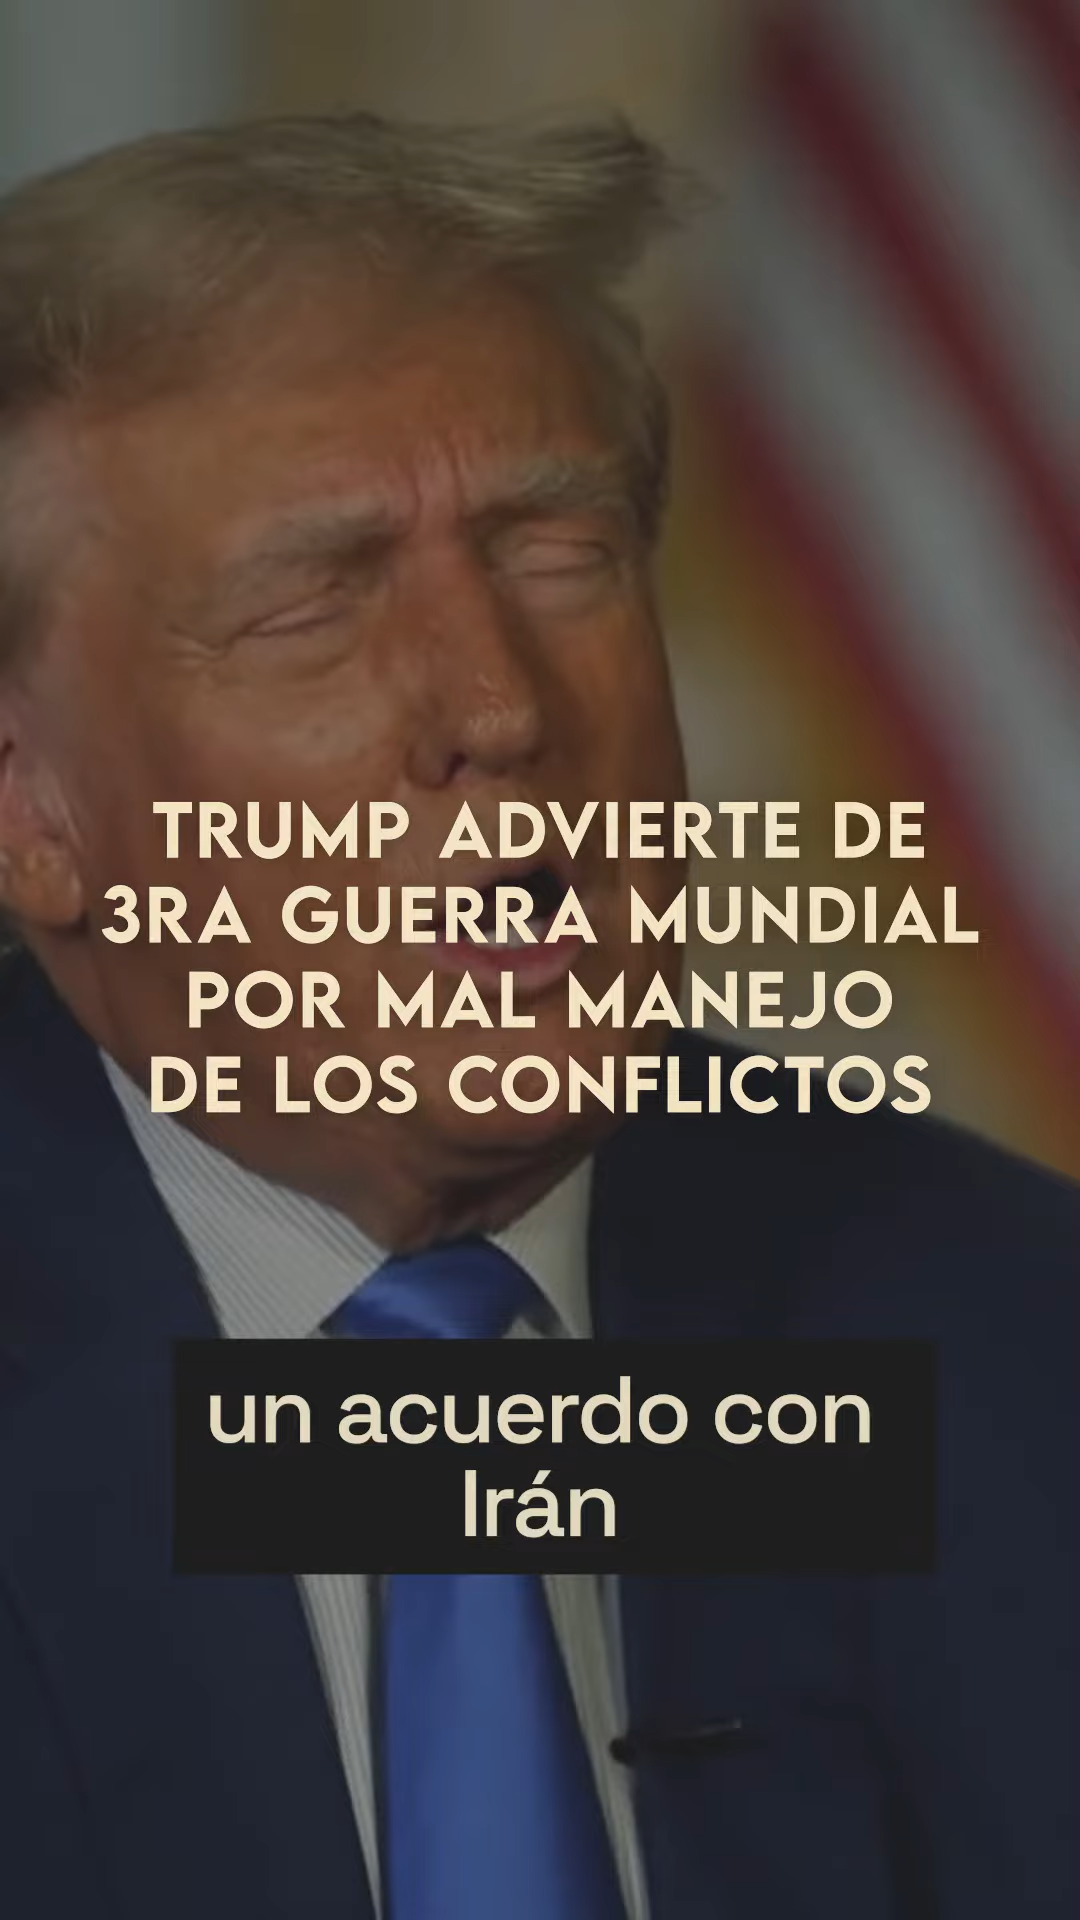 TRUMP ADVIERTE DE
3RA GUERRA MUNDIAL
POR MAL MANEJO
DE LOS CONFLICTOS
un acuerdo con
Irán